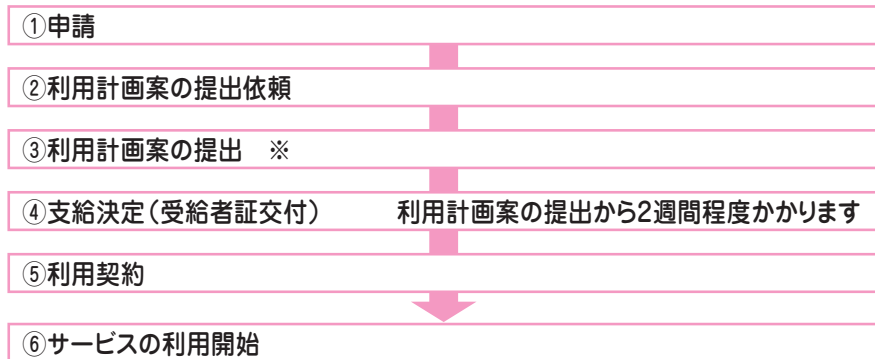 ①申請
②利用計画案の提出依頼
③利用計画案の提出　※
④支給決定（受給者証交付）　　　利用計画案の提出から2週間程度かかります
⑤利用契約
⑥サービスの利用開始